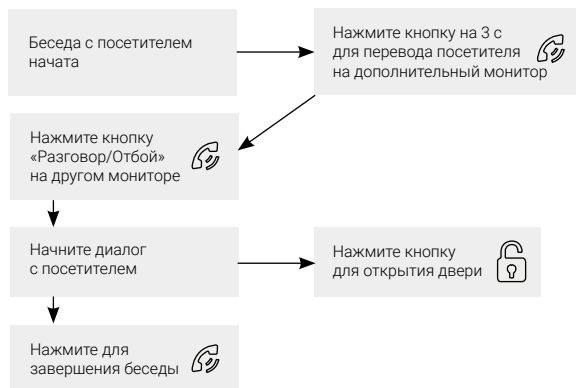 Беседа с посетителем
начата
Нажмите кнопку на 3 с
для перевода посетителя
на дополнительный монитор
Нажмите кнопку
«Разговор/Отбой»
на другом мониторе
Начните диалог
с посетителем
Нажмите кнопку
для открытия двери
Нажмите для
завершения беседы